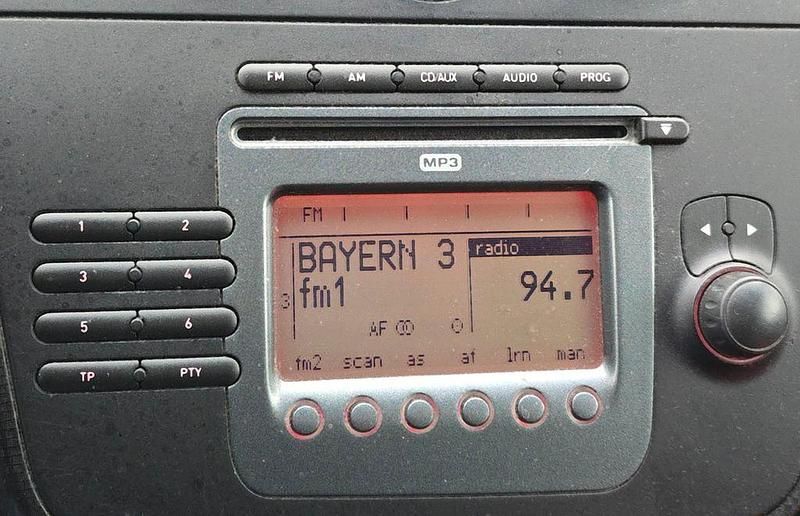 FM AM CD/AUX AUDIO PROG
MP3
1 2
3 4
5 6
TP PTY
FM
BAYERN 3 radio
fm1 94.7
3
AF
fm2 scan as af lrn man